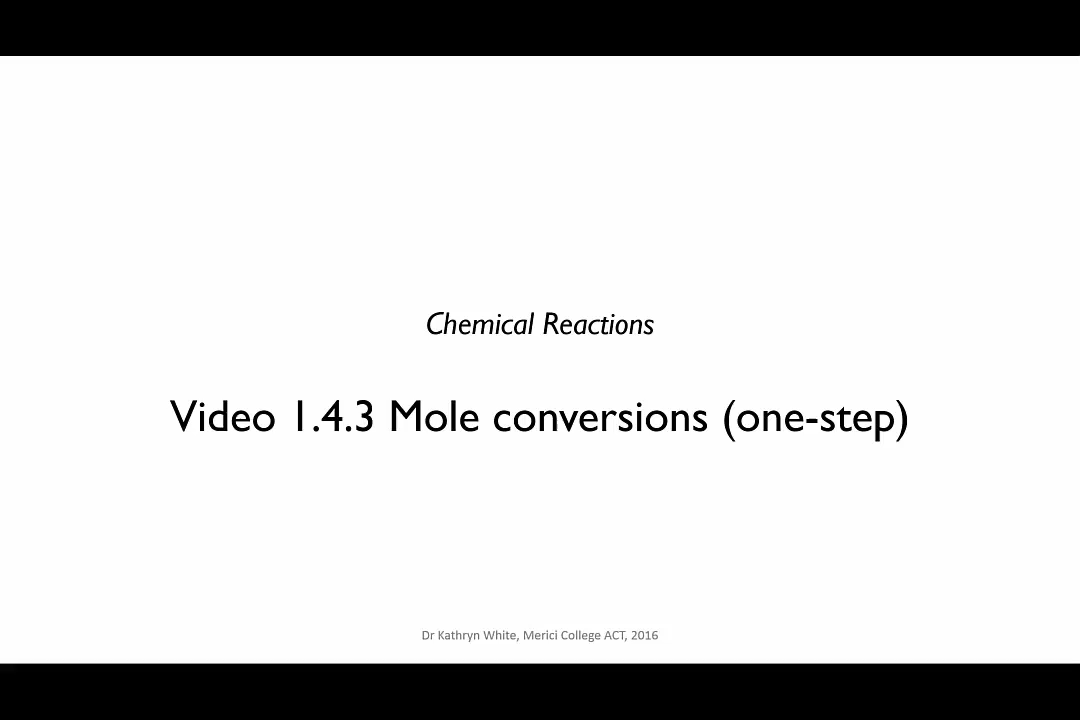 Chemical Reactions
Video 1.4.3 Mole conversions (one-step)
Dr Kathryn White, Merici College ACT, 2016